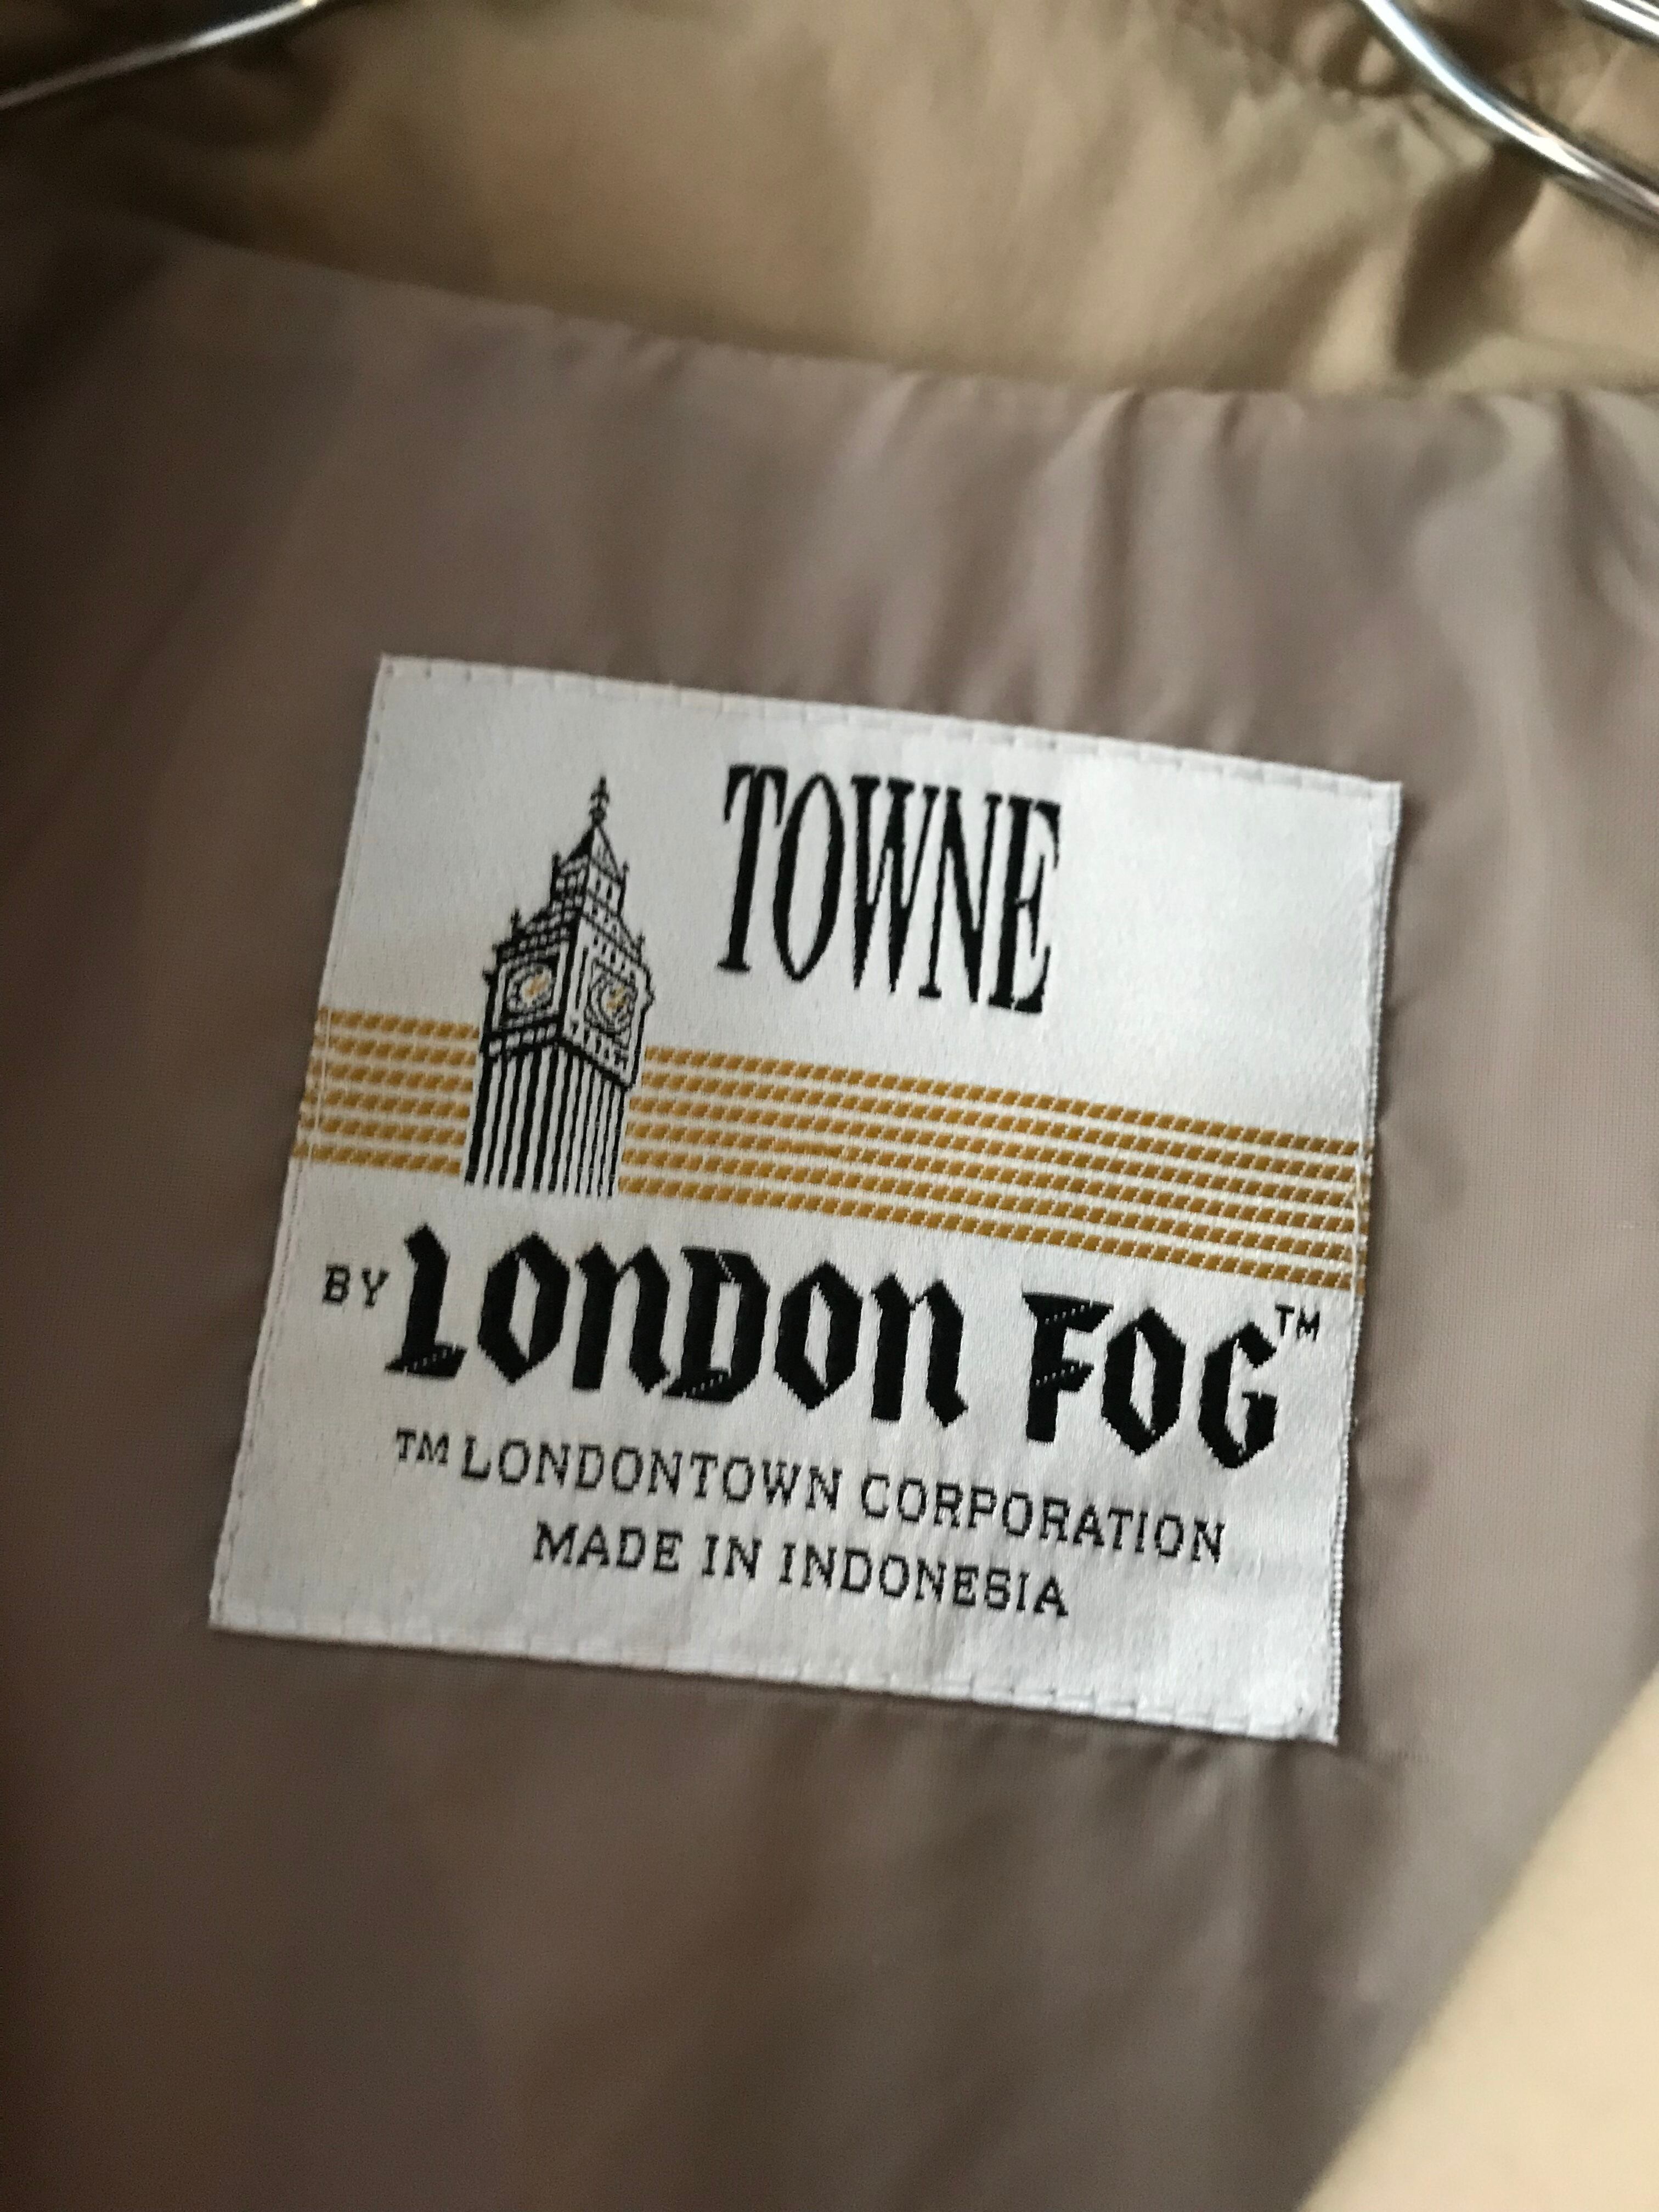 TOWNE
BY LONDON FOG™
™ LONDONTOWN CORPORATION
MADE IN INDONESIA